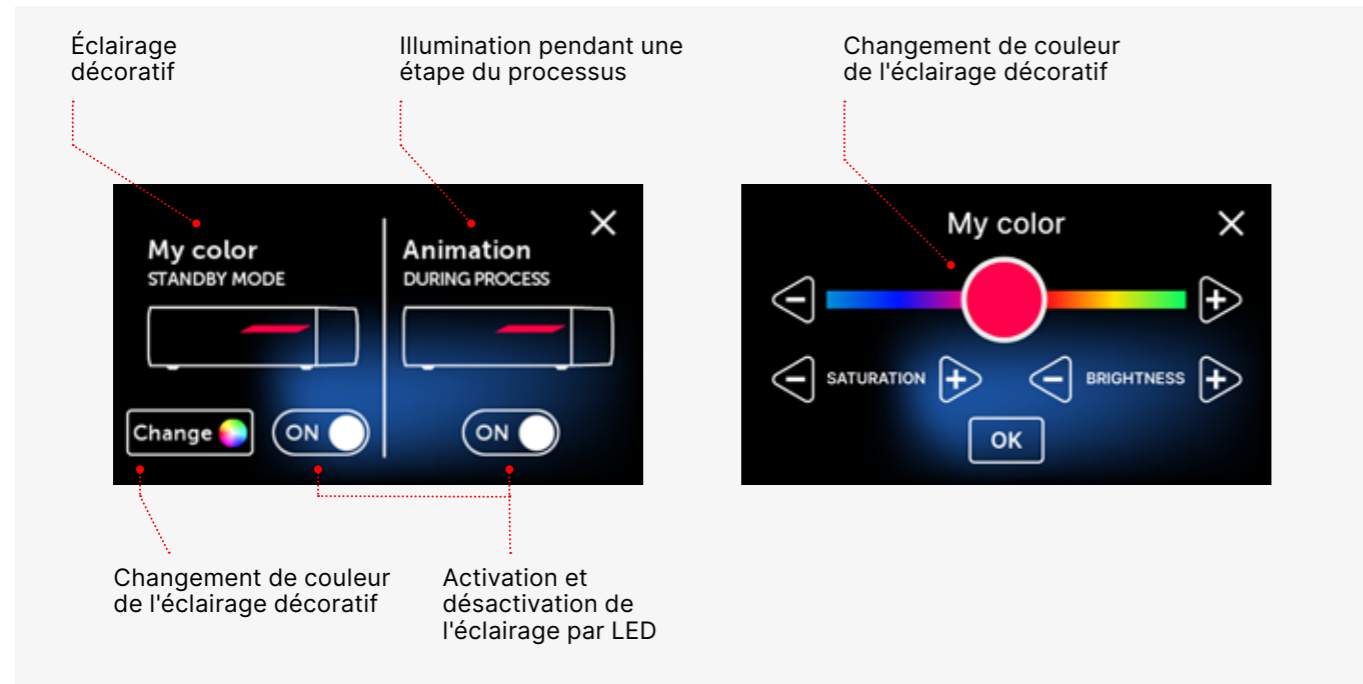 Éclairage
décoratif
Illumination pendant une
étape du processus
Changement de couleur
de l'éclairage décoratif
My color
STANDBY MODE
Animation
DURING PROCESS
Change
ON
ON
My color
SATURATION
BRIGHTNESS
OK
Changement de couleur
de l'éclairage décoratif
Activation et
désactivation de
l'éclairage par LED